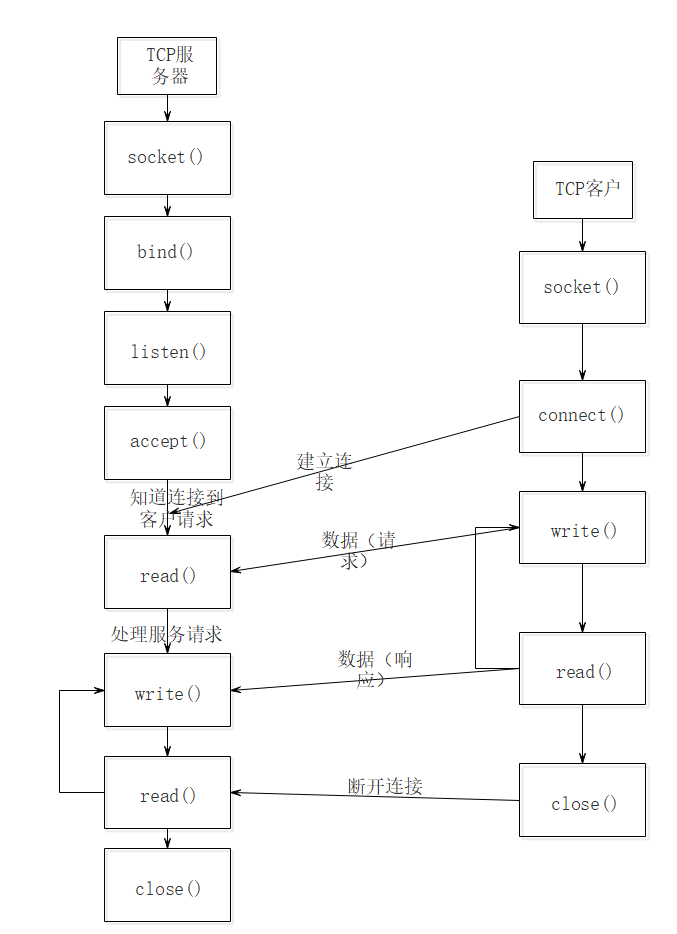 TCP服
务器
socket()
bind()
listen()
accept()
知道连接到
客户请求
read()
处理服务请求
write()
read()
close()
建立连
接
数据（请
求）
数据（响
应）
断开连接
TCP客户
socket()
connect()
write()
read()
close()